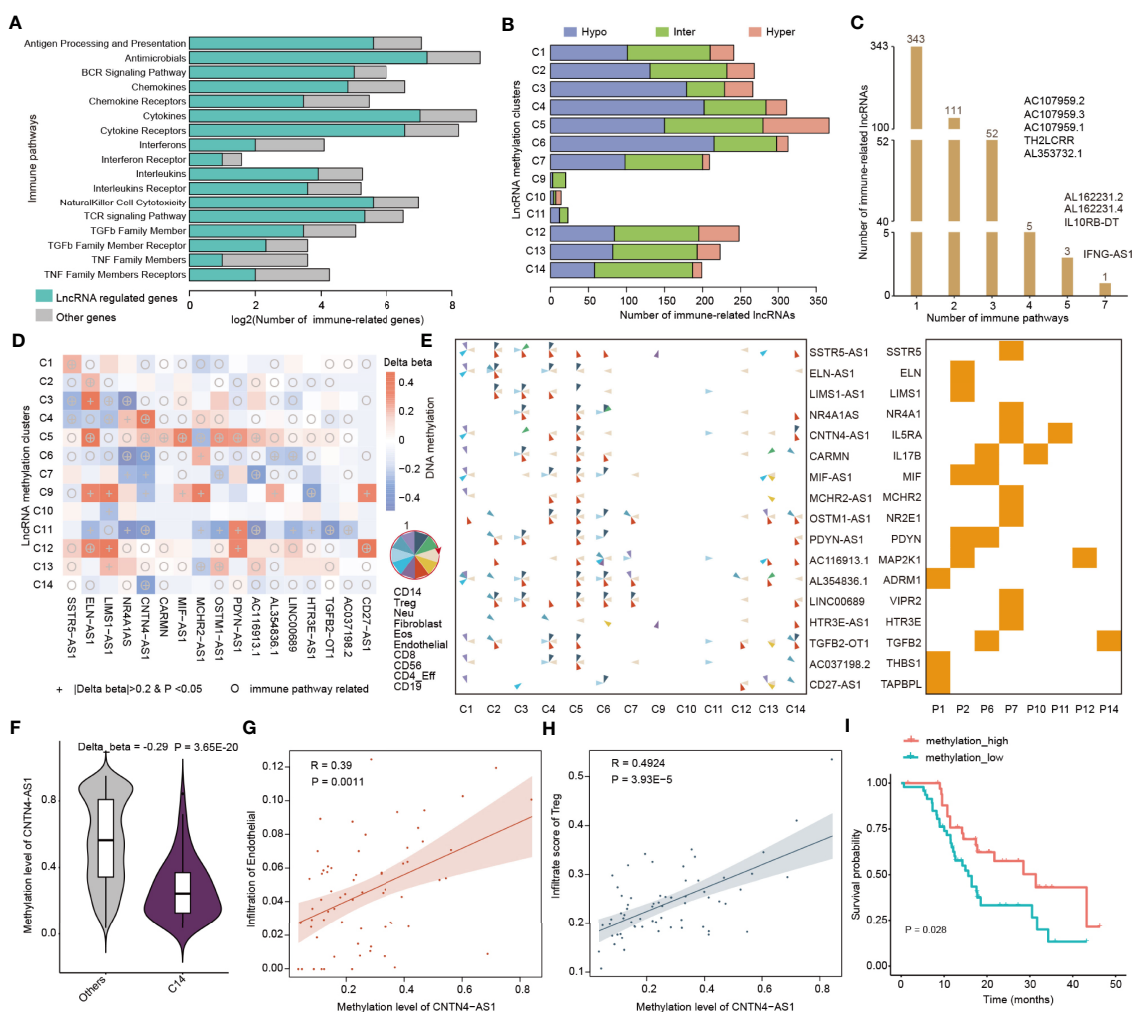 A
Immune pathways
Antigen Processing and Presentation
Antimicrobials
BCR Signaling Pathway
Chemokines
Chemokine Receptors
Cytokines
Cytokine Receptors
Interferons
Interferon Receptor
Interleukins
Interleukins Receptor
NaturalKiller Cell Cytotoxicity
TCR signaling Pathway
TGFb Family Member
TGFb Family Member Receptor
TNF Family Members
TNF Family Members Receptors
0 2 4 6 8
log2(Number of immune-related genes)
LncRNA regulated genes
Other genes
B
Hypo Inter Hyper
LncRNA methylation clusters
C1
C2
C3
C4
C5
C6
C7
C9
C10
C11
C12
C13
C14
0 50 100 150 200 250 300 350
Number of immune-related lncRNAs
C
Number of immune-related lncRNAs
343
100
52
40
5
0
343
111
52
5
3
1
AC107959.2
AC107959.3
AC107959.1
TH2LCRR
AL353732.1
AL162231.2
AL162231.4
IL10RB-DT
IFNG-AS1
1 2 3 4 5 7
Number of immune pathways
D
LncRNA methylation clusters
C1
C2
C3
C4
C5
C6
C7
C9
C10
C11
C12
C13
C14
SSTR5-AS1
ELN-AS1
LIMS1-AS1
NR4A1AS
CNTN4-AS1
CARMN
MIF-AS1
MCHR2-AS1
OSTM1-AS1
PDYN-AS1
AC116913.1
AL354836.1
LINC00689
HTR3E-AS1
TGFB2-OT1
AC037198.2
CD27-AS1
+ |Delta beta|>0.2 & P <0.05
O immune pathway related
Delta beta
0.4
0.2
0
−0.2
−0.4
DNA methylation
1
CD14
Treg
Neu
Fibroblast
Eos
Endothelial
CD8
CD56
CD4_Eff
CD19
E
SSTR5-AS1
ELN-AS1
LIMS1-AS1
NR4A1AS
CNTN4-AS1
CARMN
MIF-AS1
MCHR2-AS1
OSTM1-AS1
PDYN-AS1
AC116913.1
AL354836.1
LINC00689
HTR3E-AS1
TGFB2-OT1
AC037198.2
CD27-AS1
C1 C2 C3 C4 C5 C6 C7 C9 C10 C11 C12 C13 C14
SSTR5
ELN
LIMS1
NR4A1
IL5RA
IL17B
MIF
MCHR2
NR2E1
PDYN
MAP2K1
ADRM1
VIPR2
HTR3E
TGFB2
THBS1
TAPBPL
P1 P2 P6 P7 P10 P11 P12 P14
F
Delta_beta = -0.29 P = 3.65E-20
Methylation level of CNTN4-AS1
0.8
0.4
0.0
Others C14
G
R = 0.39
P = 0.0011
Infiltration of Endothelial
0.12
0.10
0.08
0.06
0.04
0.02
0.00
0.2 0.4 0.6 0.8
Methylation level of CNTN4−AS1
H
R = 0.4924
P = 3.93E−5
Infiltrate score of Treg
0.5
0.4
0.3
0.2
0.1
0.2 0.4 0.6 0.8
Methylation level of CNTN4−AS1
I
methylation_high
methylation_low
Survival probability
1.00
0.75
0.50
0.25
0.00
P = 0.028
0 10 20 30 40 50
Time (months)